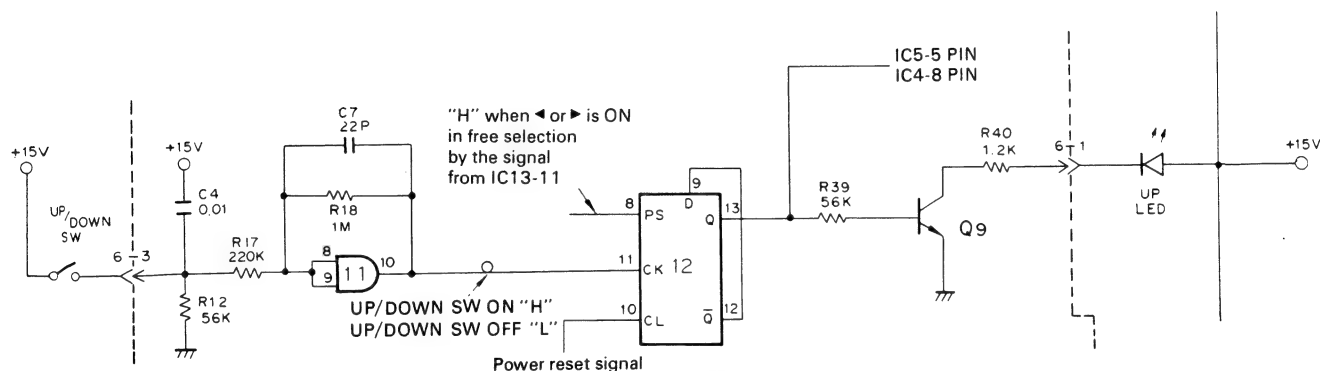 IC5-5 PIN
IC4-8 PIN
"H" when ◄ or ► is ON
in free selection
by the signal
from IC13-11
C7
22P
R40
1.2K
6 1
+15V
+15V
+15V
C4
0.01
R18
1M
9
D
8
PS
Q
13
R39
56K
UP
LED
UP/DOWN
SW
6 3
R17
220K
8
9
11
10
11
CK
12
Q9
R12
56K
UP/DOWN SW ON "H"
UP/DOWN SW OFF "L"
10
CL
Q̅
12
Power reset signal